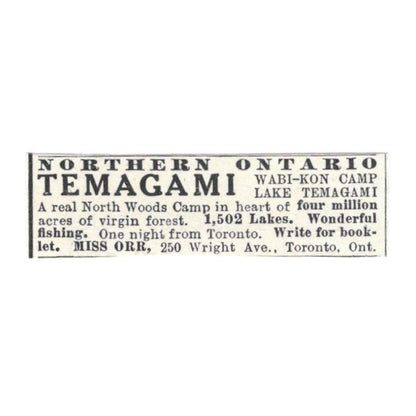 NORTHERN ONTARIO
TEMAGAMI WABI-KON CAMP
LAKE TEMAGAMI
A real North Woods Camp in heart of four million
acres of virgin forest. 1,502 Lakes. Wonderful
fishing. One night from Toronto. Write for book-
let. MISS ORR, 250 Wright Ave., Toronto, Ont.